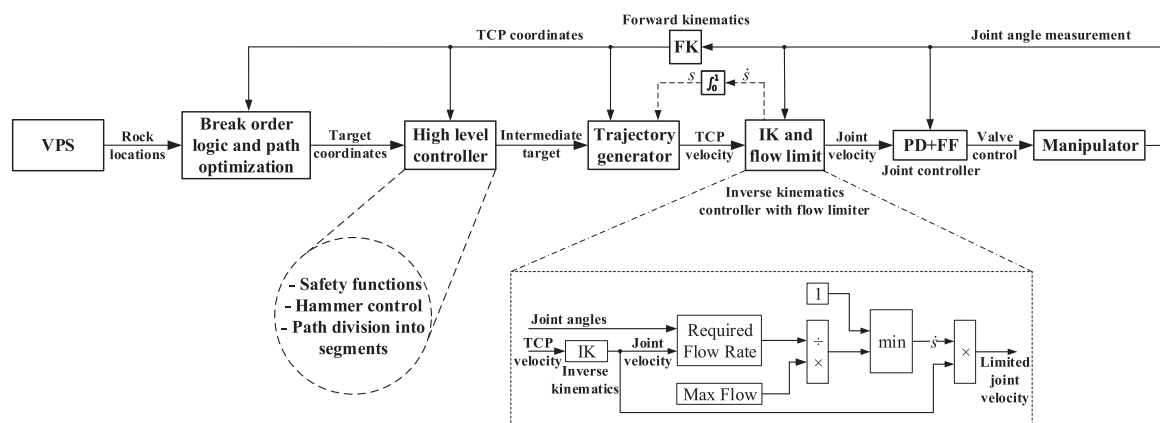 Forward kinematics
TCP coordinates
FK
Joint angle measurement
s
∫₀¹
ṡ
VPS
Rock
locations
Break order
logic and path
optimization
Target
coordinates
High level
controller
Intermediate
target
Trajectory
generator
TCP
velocity
IK and
flow limit
Joint
velocity
PD+FF
Valve
control
Manipulator
Joint controller
Inverse kinematics
controller with flow limiter
- Safety functions
- Hammer control
- Path division into
segments
1
Joint angles
Required
Flow Rate
÷
×
min
ṡ
×
TCP
velocity
IK
Joint
velocity
Inverse
kinematics
Max Flow
Limited
joint
velocity